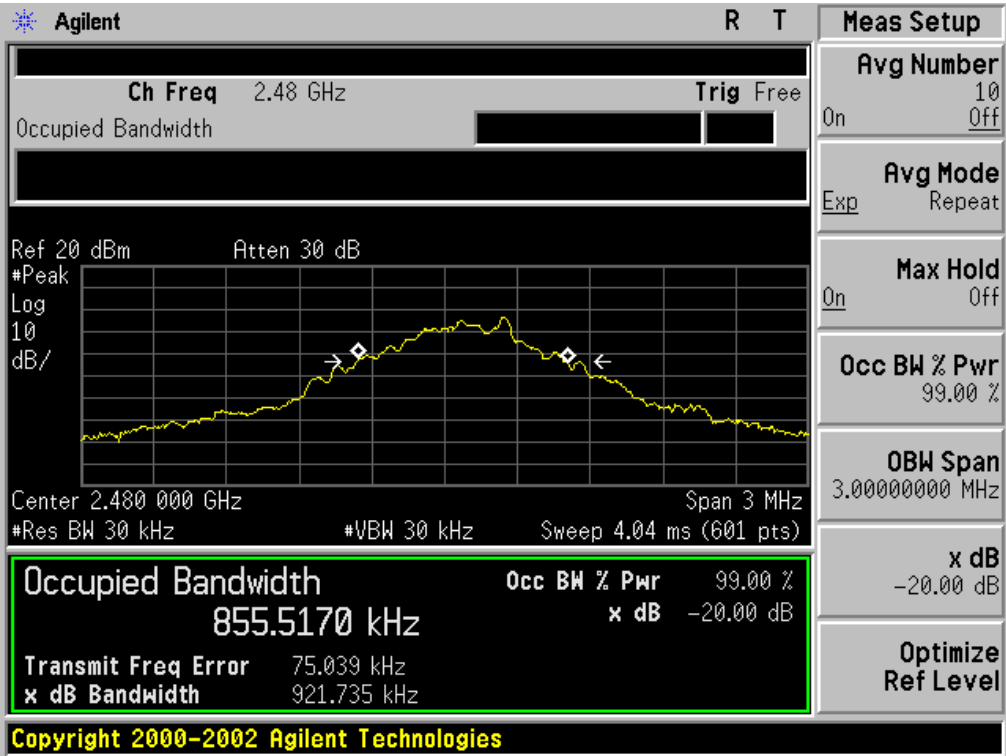 Agilent R T
Ch Freq 2.48 GHz Trig Free
Occupied Bandwidth
Ref 20 dBm Atten 30 dB
#Peak
Log
10
dB/
Center 2.480 000 GHz Span 3 MHz
#Res BW 30 kHz #VBW 30 kHz Sweep 4.04 ms (601 pts)
Occupied Bandwidth Occ BW % Pwr 99.00 %
855.5170 kHz x dB -20.00 dB
Transmit Freq Error 75.039 kHz
x dB Bandwidth 921.735 kHz
Copyright 2000-2002 Agilent Technologies
Meas Setup
Avg Number
10
On Off
Avg Mode
Exp Repeat
Max Hold
On Off
Occ BW % Pwr
99.00 %
OBW Span
3.00000000 MHz
x dB
-20.00 dB
Optimize
Ref Level